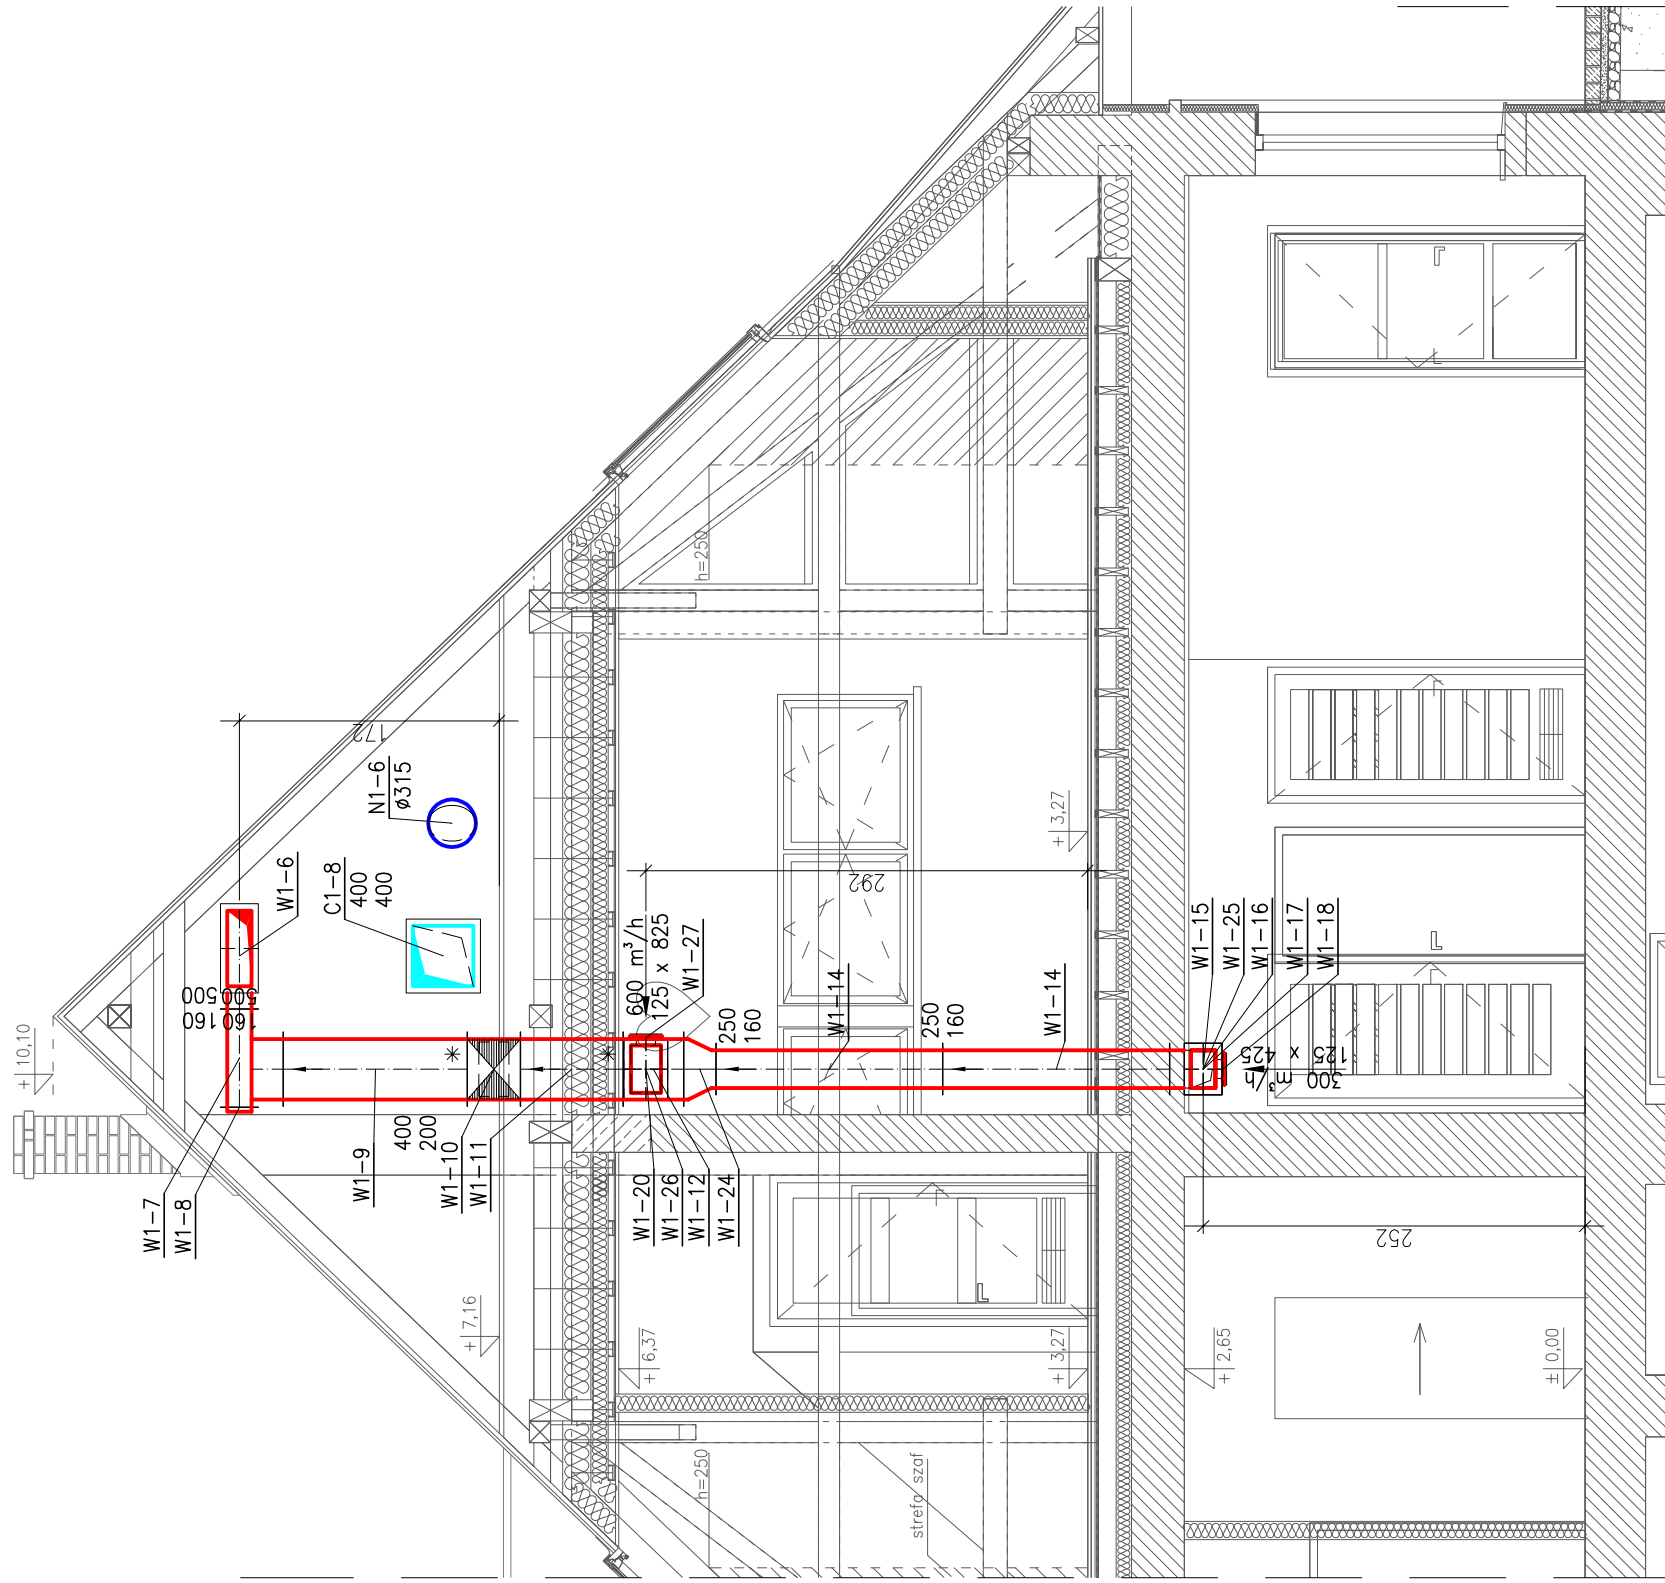 +10,10
W1-7
W1-8
500
500
160
160
W1-6
C1-8
400
400
N1-6
ø315
172
W1-9
400
200
W1-10
W1-11
*
*
+7,16
600 m³/h
125 x 825
W1-27
W1-20
W1-26
W1-12
W1-24
250
160
+6,37
h=250
h=250
292
W1-14
250
160
W1-14
strefa szaf
+3,27
+3,27
W1-15
W1-25
W1-16
W1-17
W1-18
300 m³/h
125 x 425
252
+2,65
±0,00